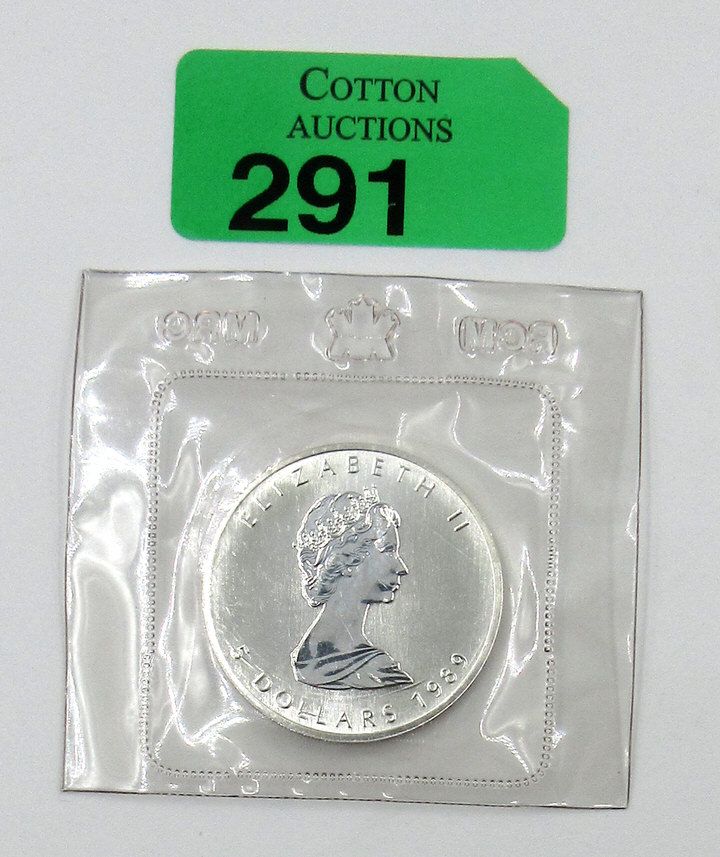 COTTON
AUCTIONS
291
MRC RCM
ELIZABETH II
5 DOLLARS 1989